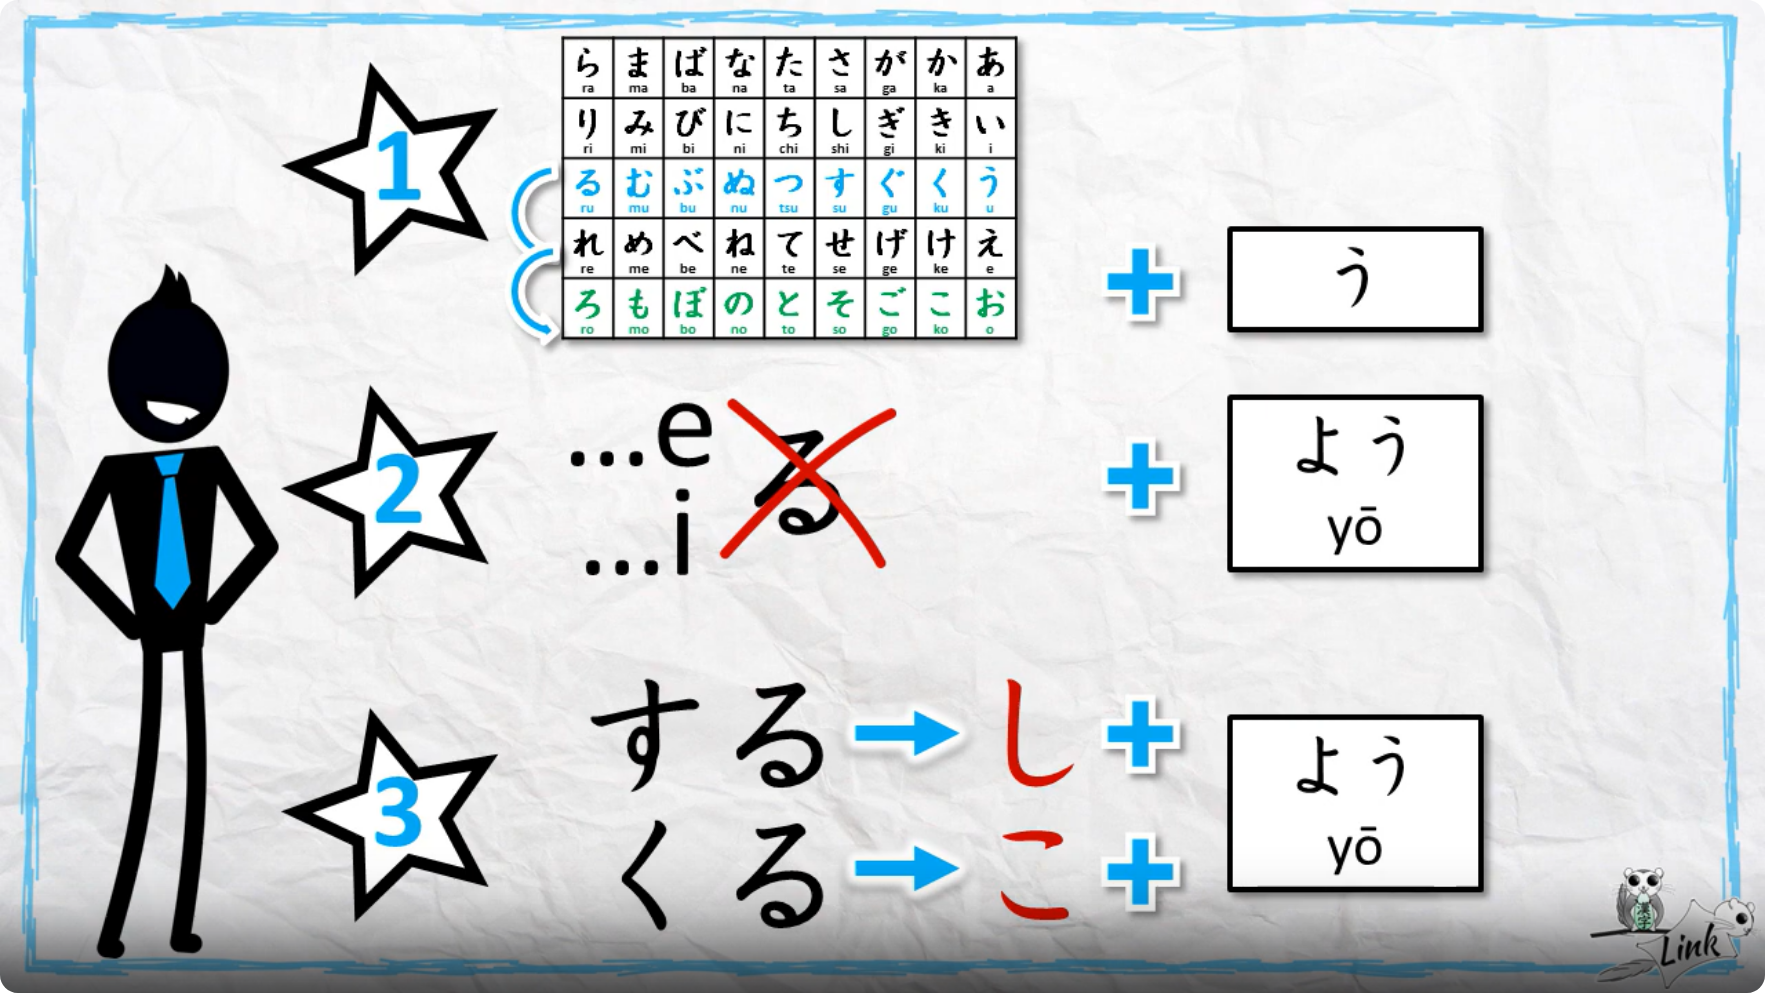 1
ら ま ば な た さ が か あ
ra ma ba na ta sa ga ka a
り み び に ち し ぎ き い
ri mi bi ni chi shi gi ki i
る む ぶ ぬ つ す ぐ く う
ru mu bu nu tsu su gu ku u
れ め べ ね て せ げ け え
re me be ne te se ge ke e
ろ も ぼ の と そ ご こ お
ro mo bo no to so go ko o
+ う
2
...e
...i
る
+ よう
yō
3
する → し +
くる → こ +
よう
yō
漢字
Link